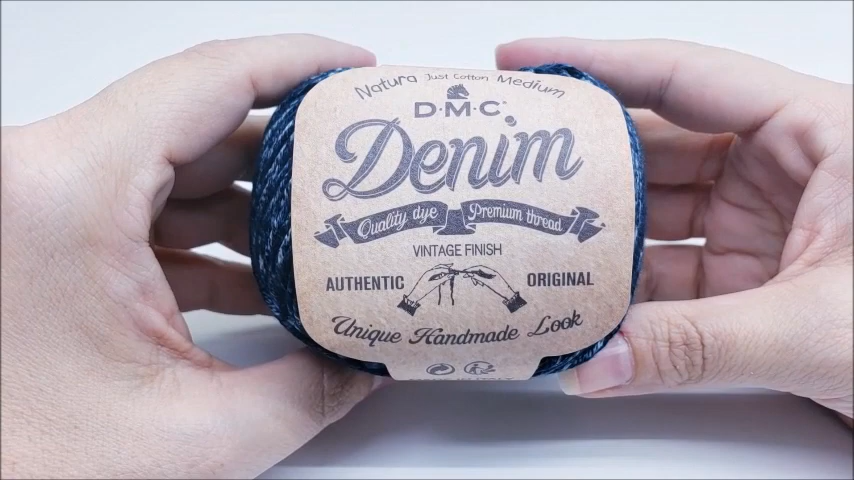 Natura Just Cotton Medium
D·M·C®
Denim
Quality dye Premium thread
VINTAGE FINISH
AUTHENTIC ORIGINAL
Unique Handmade Look